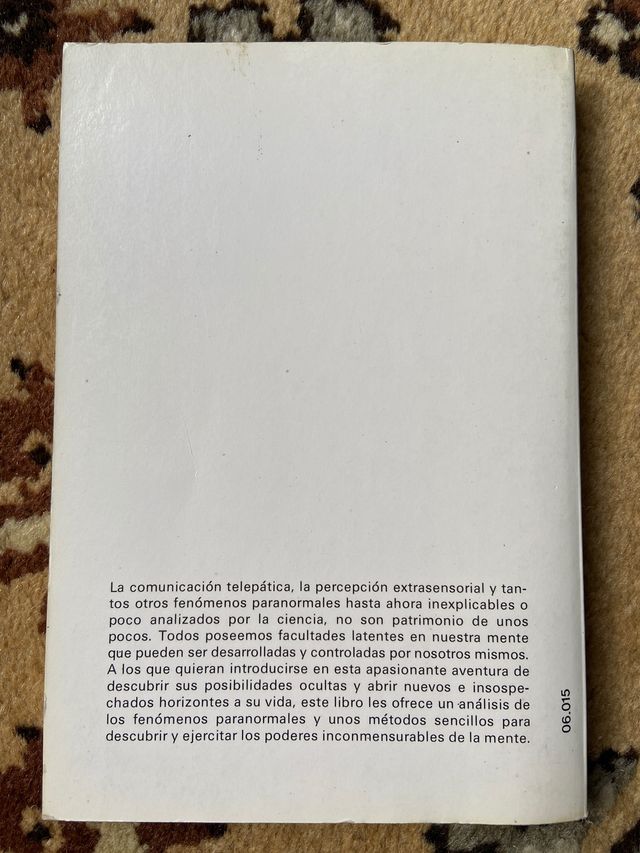 La comunicación telepática, la percepción extrasensorial y tan-
tos otros fenómenos paranormales hasta ahora inexplicables o
poco analizados por la ciencia, no son patrimonio de unos
pocos. Todos poseemos facultades latentes en nuestra mente
que pueden ser desarrolladas y controladas por nosotros mismos.
A los que quieran introducirse en esta apasionante aventura de
descubrir sus posibilidades ocultas y abrir nuevos e insospe-
chados horizontes a su vida, este libro les ofrece un análisis de
los fenómenos paranormales y unos métodos sencillos para
descubrir y ejercitar los poderes inconmensurables de la mente.
06.015